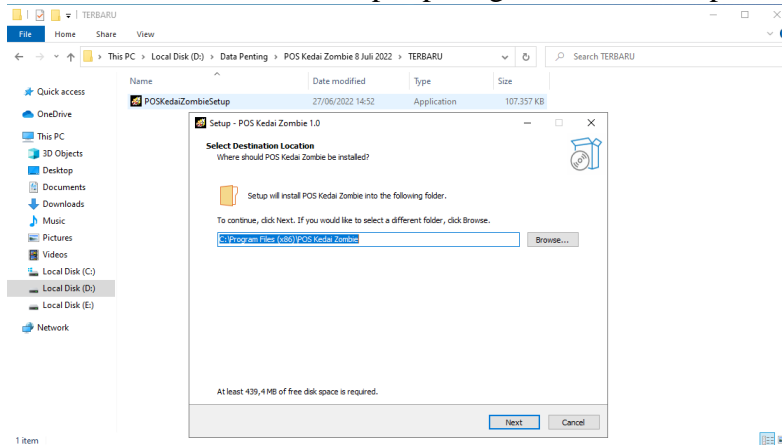 TERBARU
File Home Share View
This PC > Local Disk (D:) > Data Penting > POS Kedai Zombie 8 Juli 2022 > TERBARU
Search TERBARU
Name Date modified Type Size
POSKedaiZombieSetup 27/06/2022 14:52 Application 107.357 KB
Quick access
OneDrive
This PC
3D Objects
Desktop
Documents
Downloads
Music
Pictures
Videos
Local Disk (C:)
Local Disk (D:)
Local Disk (E:)
Network
Setup - POS Kedai Zombie 1.0
Select Destination Location
Where should POS Kedai Zombie be installed?
Setup will install POS Kedai Zombie into the following folder.
To continue, click Next. If you would like to select a different folder, click Browse.
C:\Program Files (x86)\POS Kedai Zombie
Browse...
At least 439,4 MB of free disk space is required.
Next Cancel
1 item